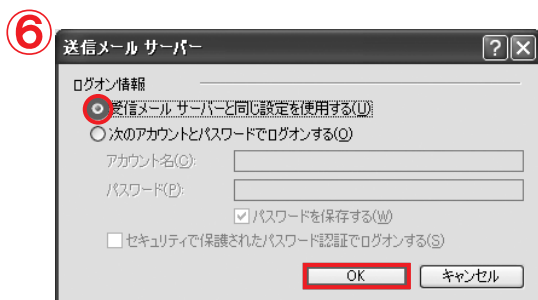 ⑥
送信メール サーバー
ログオン情報
受信メール サーバーと同じ設定を使用する(U)
次のアカウントとパスワードでログオンする(O)
アカウント名(C):
パスワード(P):
パスワードを保存する(W)
セキュリティで保護されたパスワード認証でログオンする(S)
OK キャンセル